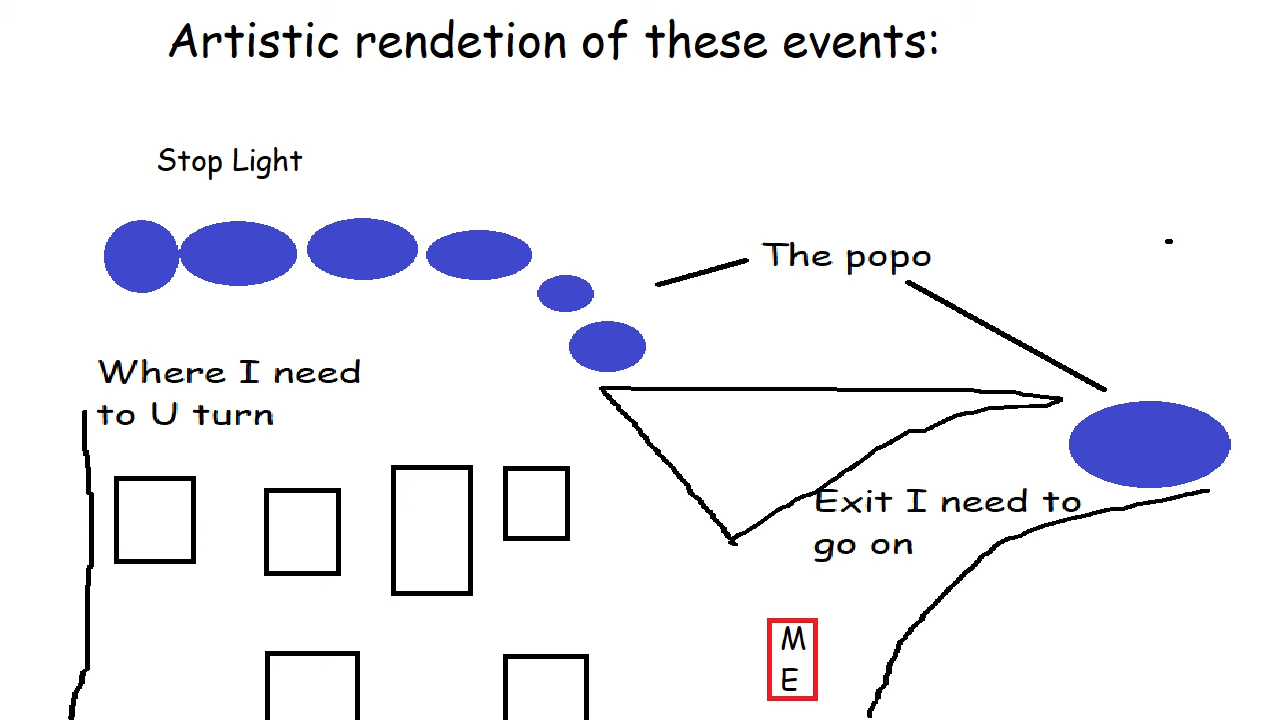 Artistic rendetion of these events:
Stop Light
The popo
Where I need
to U turn
Exit I need to
go on
M
E